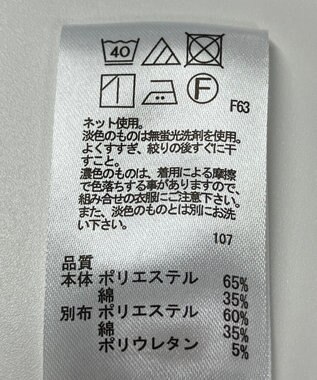 40
F
F63
ネット使用。
淡色のものは無蛍光洗剤を使用。
よくすすぎ、絞りの後すぐに干
すこと。
濃色のものは、着用による摩擦
で色落ちする事がありますので、
組み合せの衣服にご注意下さい。
また、淡色のものとは別にお洗
い下さい。
107
品質
本体 ポリエステル 65%
綿 35%
別布 ポリエステル 60%
綿 35%
ポリウレタン 5%